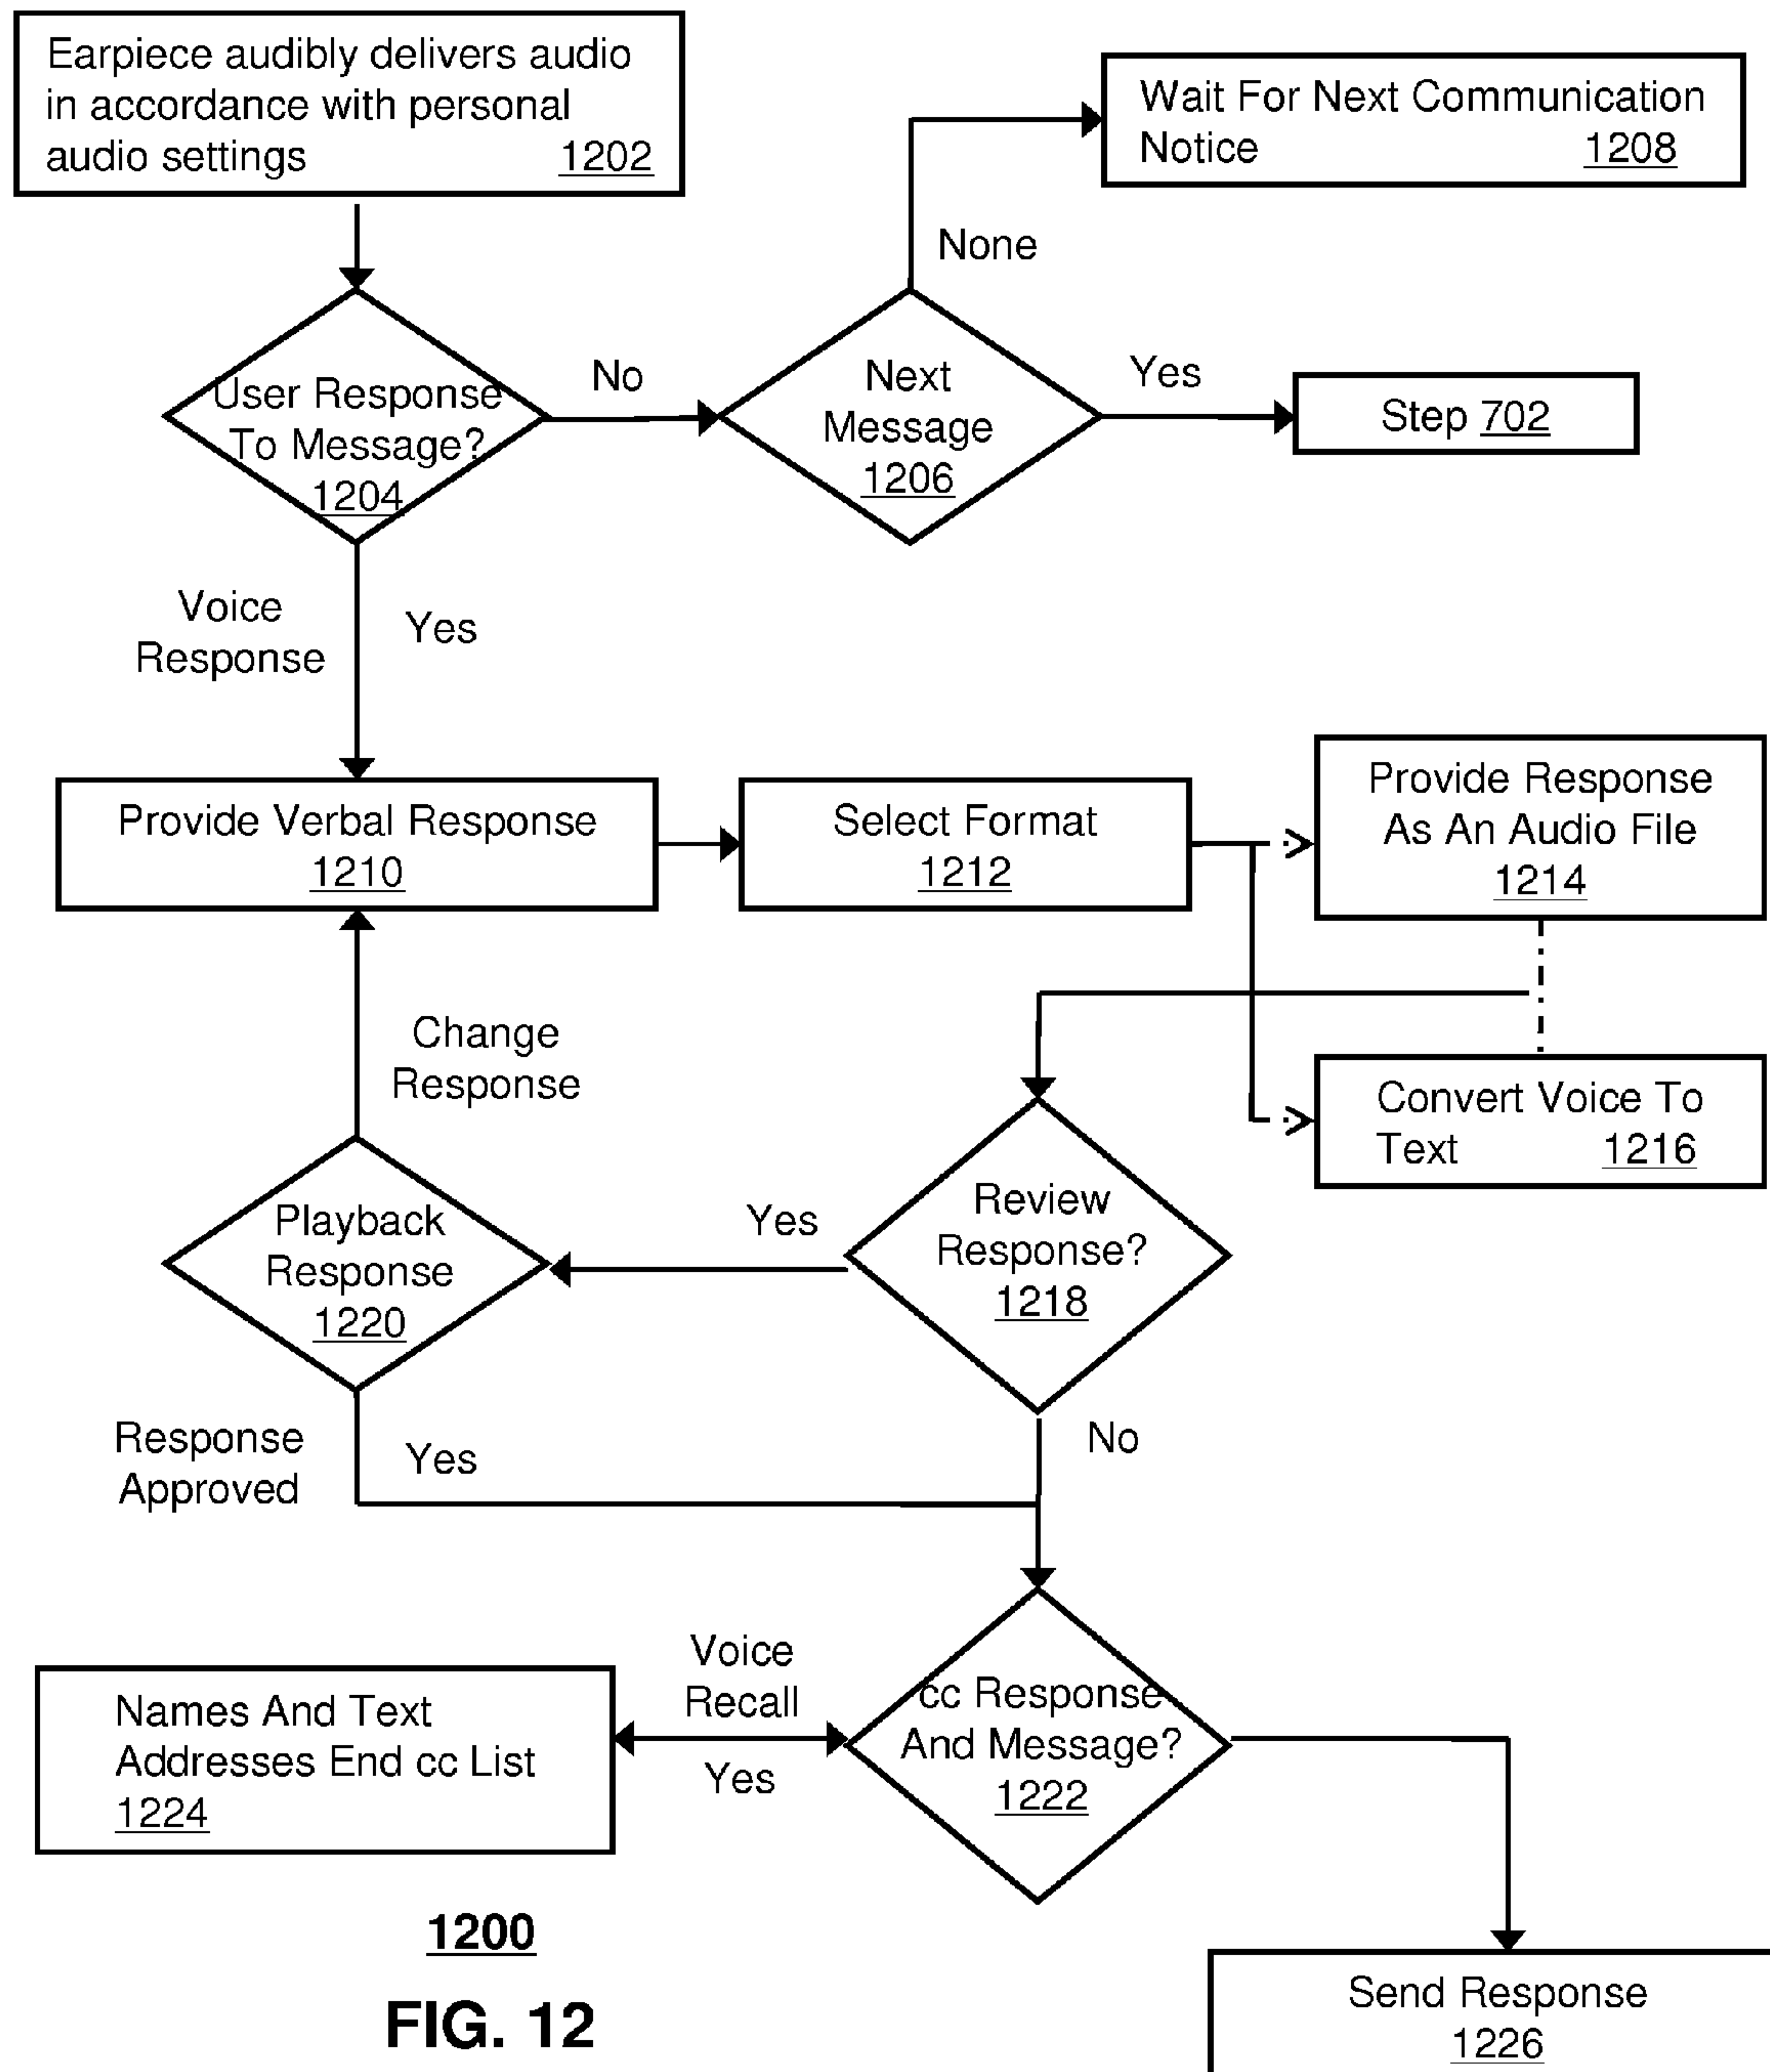 Earpiece audibly delivers audio
in accordance with personal
audio settings 1202
Wait For Next Communication
Notice 1208
None
User Response
To Message?
1204
No
Next
Message
1206
Yes
Step 702
Voice
Response
Yes
Provide Verbal Response
1210
Select Format
1212
Provide Response
As An Audio File
1214
Change
Response
Convert Voice To
Text 1216
Playback
Response
1220
Yes
Review
Response?
1218
Response
Approved
Yes
No
Names And Text
Addresses End cc List
1224
Voice
Recall
Yes
cc Response
And Message?
1222
1200
FIG. 12
Send Response
1226